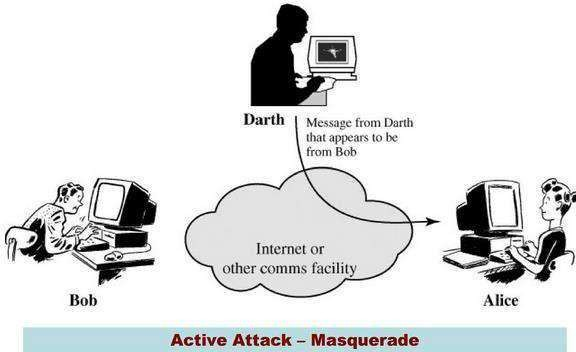 Darth
Message from Darth
that appears to be
from Bob
Internet or
other comms facility
Bob
Alice
Active Attack – Masquerade